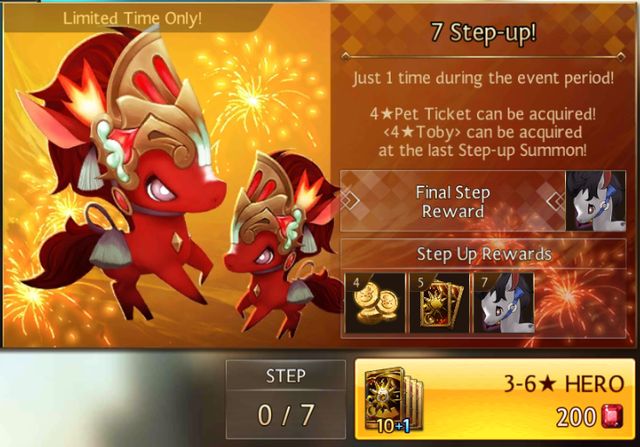 Limited Time Only!
7 Step-up!
Just 1 time during the event period!
4★Pet Ticket can be acquired!
<4★Toby> can be acquired
at the last Step-up Summon!
Final Step
Reward
Step Up Rewards
4
5
7
STEP
0 / 7
10+1
3-6★ HERO
200